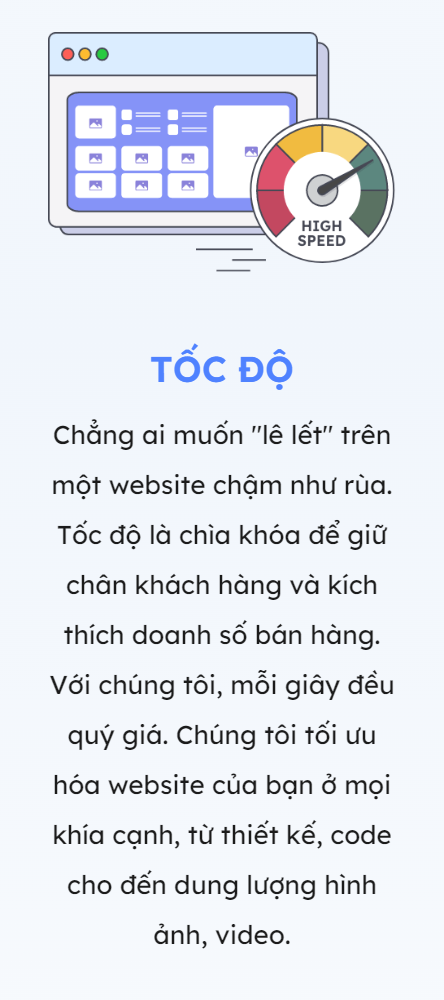 HIGH
SPEED
TỐC ĐỘ
Chẳng ai muốn "lê lết" trên
một website chậm như rùa.
Tốc độ là chìa khóa để giữ
chân khách hàng và kích
thích doanh số bán hàng.
Với chúng tôi, mỗi giây đều
quý giá. Chúng tôi tối ưu
hóa website của bạn ở mọi
khía cạnh, từ thiết kế, code
cho đến dung lượng hình
ảnh, video.